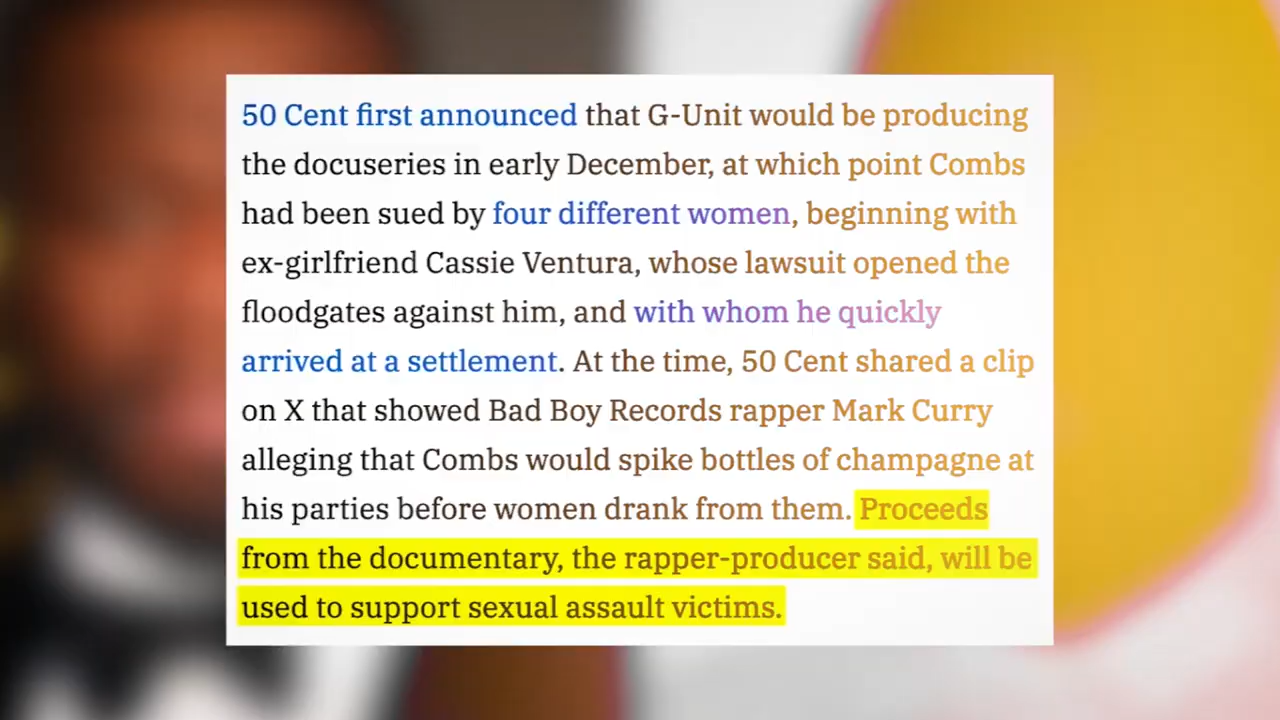 50 Cent first announced that G-Unit would be producing
the docuseries in early December, at which point Combs
had been sued by four different women, beginning with
ex-girlfriend Cassie Ventura, whose lawsuit opened the
floodgates against him, and with whom he quickly
arrived at a settlement. At the time, 50 Cent shared a clip
on X that showed Bad Boy Records rapper Mark Curry
alleging that Combs would spike bottles of champagne at
his parties before women drank from them. Proceeds
from the documentary, the rapper-producer said, will be
used to support sexual assault victims.